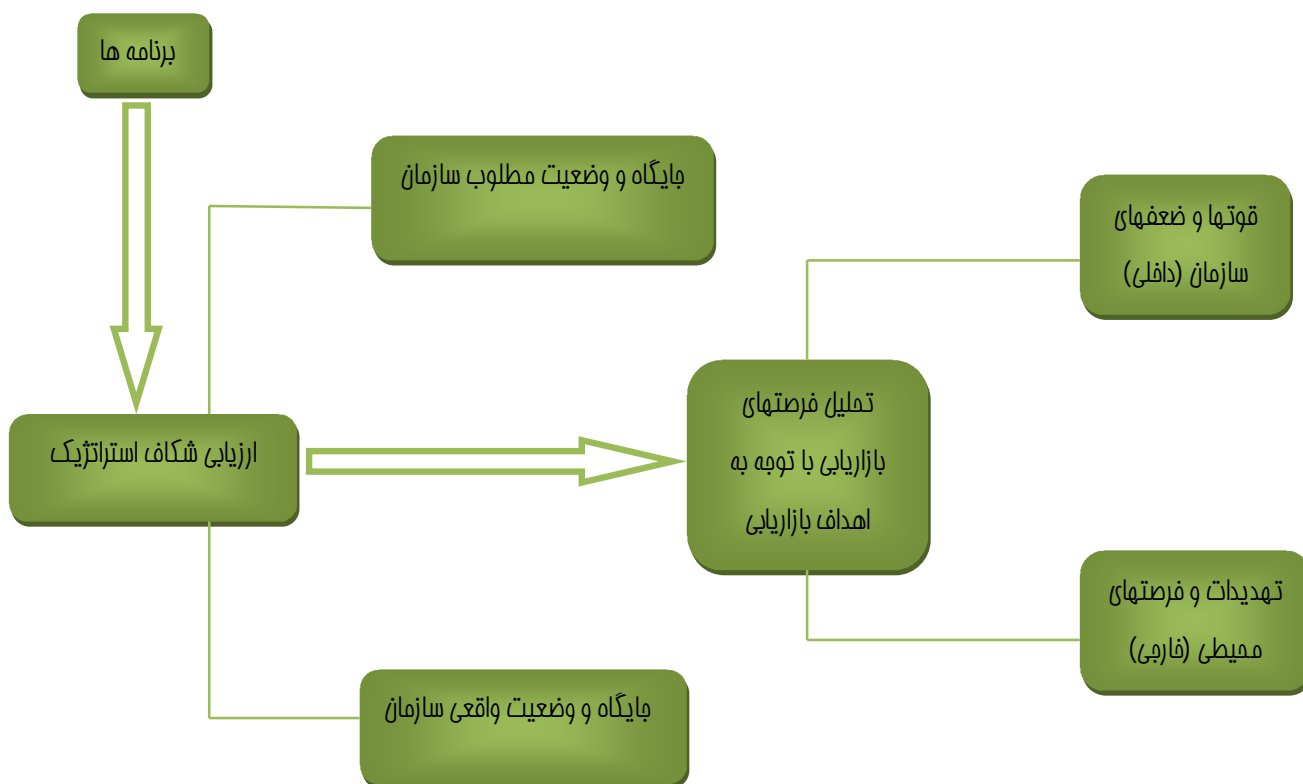 برنامه ها
جایگاه و وضعیت مطلوب سازمان
قوتها و ضعفهای
سازمان (داخلی)
تحلیل فرصتهای
بازاریابی با توجه به
اهداف بازاریابی
ارزیابی شکاف استراتژیک
تهدیدات و فرصتهای
محیطی (خارجی)
جایگاه و وضعیت واقعی سازمان